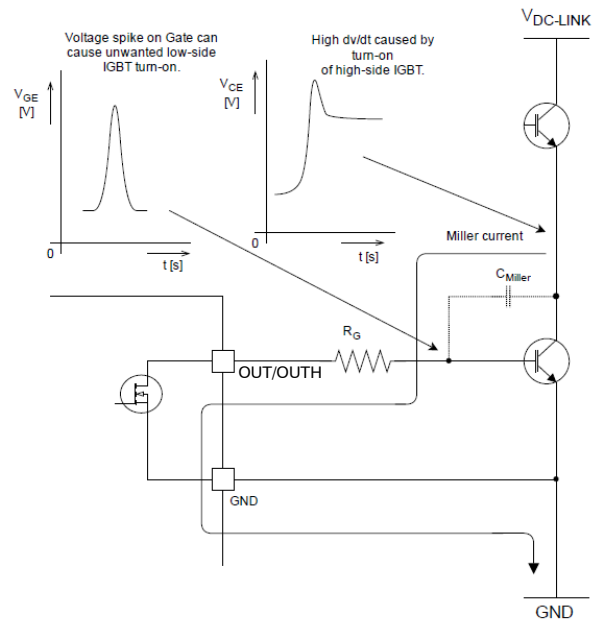 Voltage spike on Gate can
cause unwanted low-side
IGBT turn-on.
High dv/dt caused by
turn-on
of high-side IGBT.
VDC-LINK
VGE
[V]
VCE
[V]
0
t [s]
0
t [s]
Miller current
CMiller
RG
OUT/OUTH
GND
GND